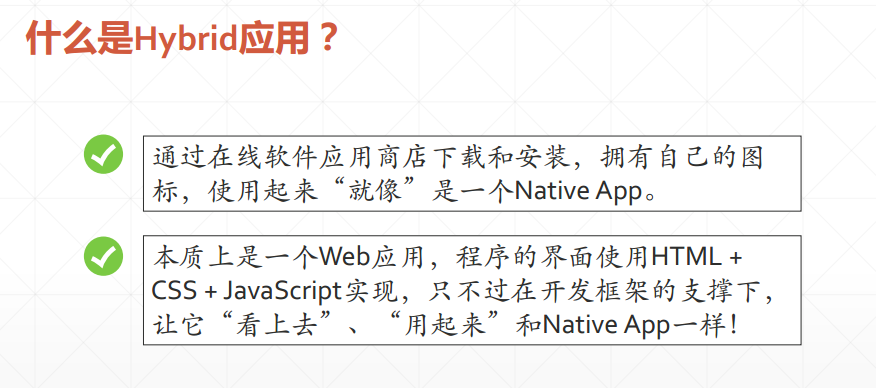 什么是Hybrid应用？
通过在线软件应用商店下载和安装，拥有自己的图
标，使用起来“就像”是一个Native App。
本质上是一个Web应用，程序的界面使用HTML +
CSS + JavaScript实现，只不过在开发框架的支撑下，
让它“看上去”、“用起来”和Native App一样！